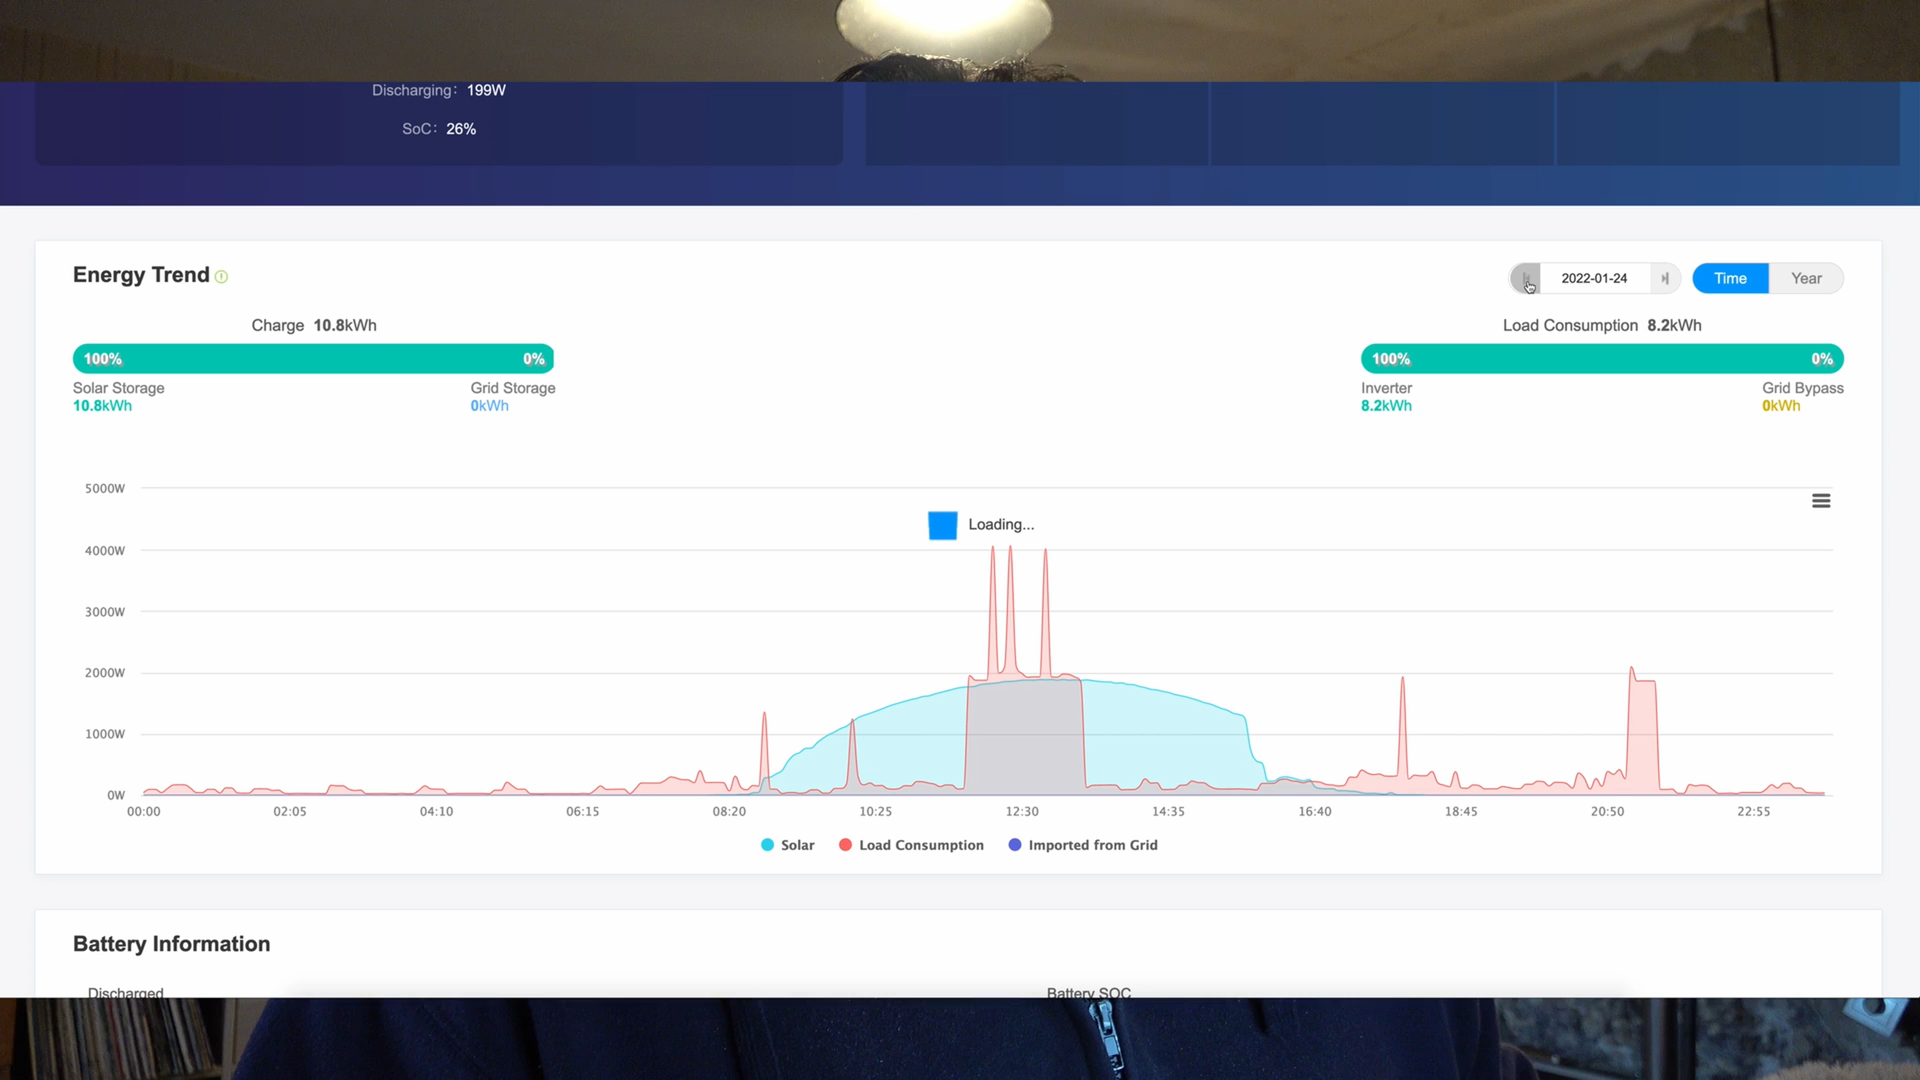 Discharging: 199W
SoC: 26%
Energy Trend
2022-01-24
Time
Year
Charge 10.8kWh
Load Consumption 8.2kWh
100%
0%
100%
0%
Solar Storage
Grid Storage
Inverter
Grid Bypass
10.8kWh
0kWh
8.2kWh
0kWh
5000W
Loading...
4000W
3000W
2000W
1000W
0W
00:00
02:05
04:10
06:15
08:20
10:25
12:30
14:35
16:40
18:45
20:50
22:55
Solar
Load Consumption
Imported from Grid
Battery Information
Discharged
Battery SOC